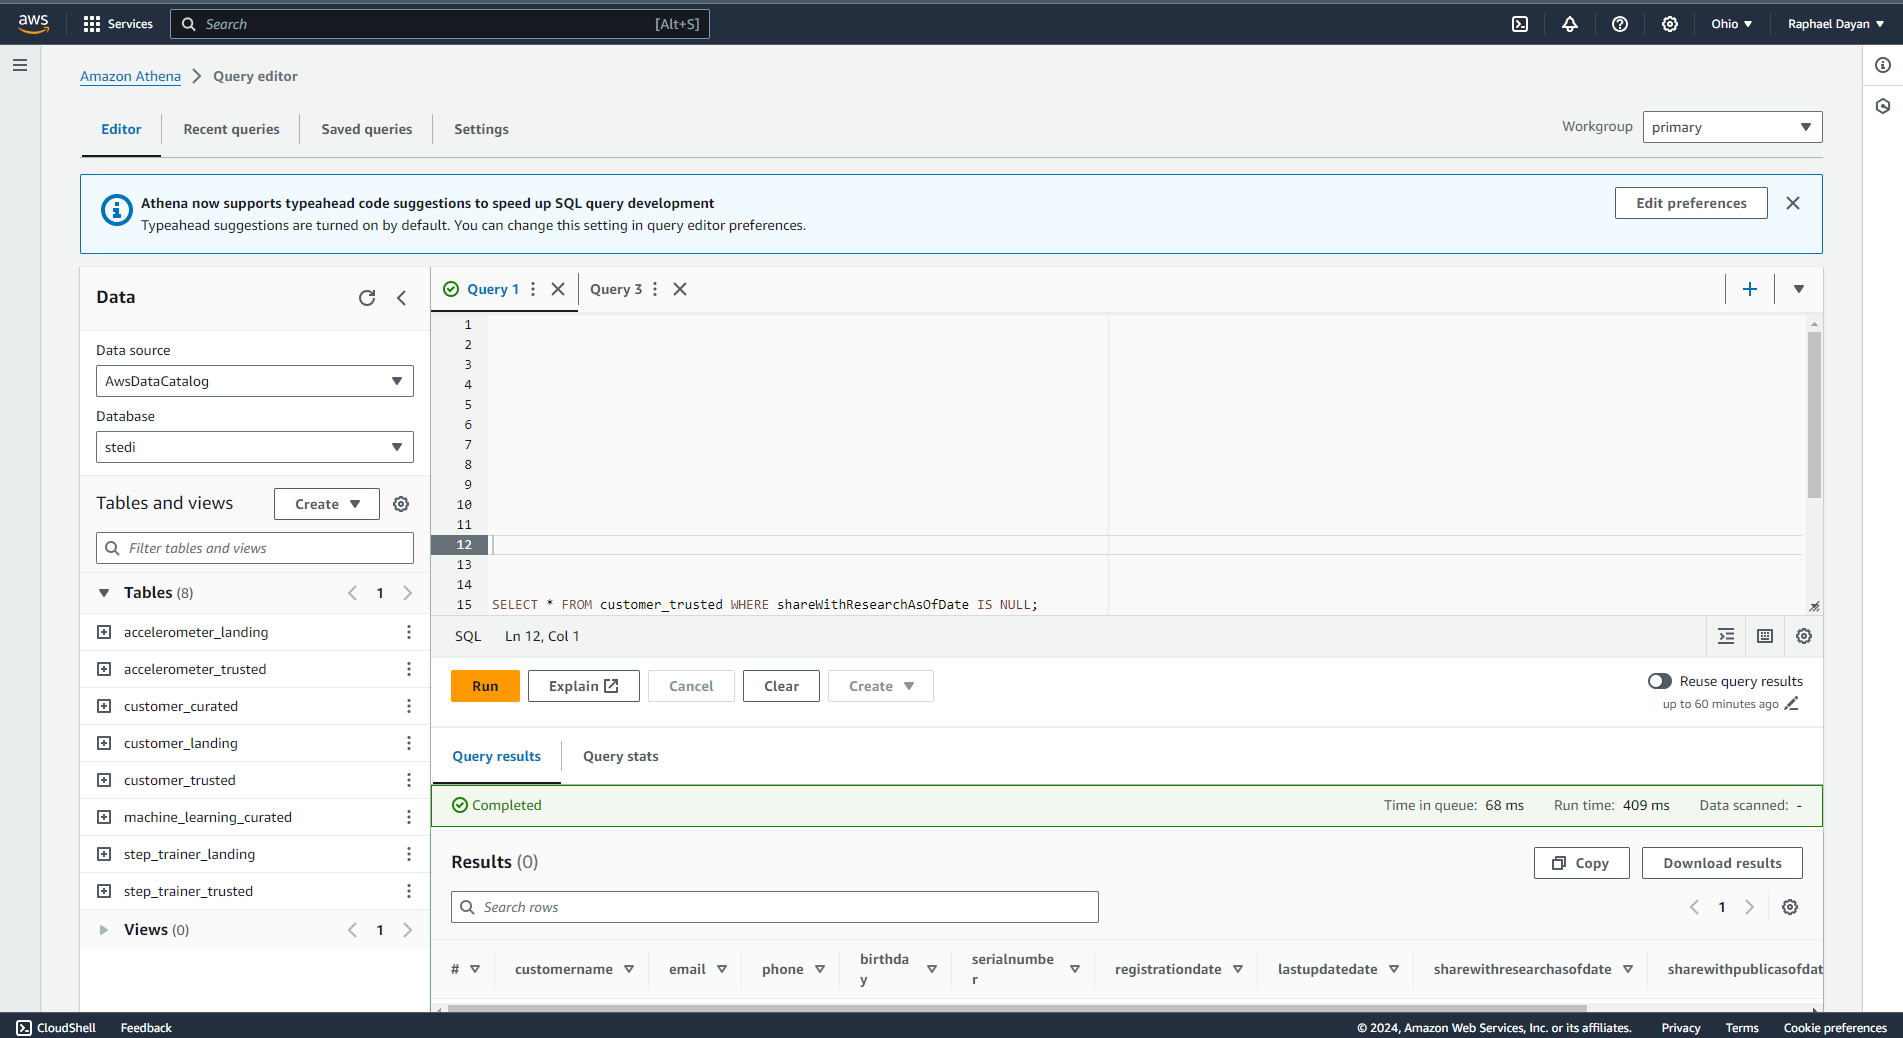 aws Services Search [Alt+S] Ohio Raphael Dayan
Amazon Athena Query editor
Editor Recent queries Saved queries Settings Workgroup primary
Athena now supports typeahead code suggestions to speed up SQL query development
Typeahead suggestions are turned on by default. You can change this setting in query editor preferences.
Edit preferences
Data
Data source
AwsDataCatalog
Database
stedi
Tables and views Create
Filter tables and views
Tables (8) 1
accelerometer_landing
accelerometer_trusted
customer_curated
customer_landing
customer_trusted
machine_learning_curated
step_trainer_landing
step_trainer_trusted
Views (0) 1
Query 1 Query 3
1
2
3
4
5
6
7
8
9
10
11
12
13
14
15 SELECT * FROM customer_trusted WHERE shareWithResearchAsOfDate IS NULL;
SQL Ln 12, Col 1
Run Explain Cancel Clear Create
Reuse query results
up to 60 minutes ago
Query results Query stats
Completed Time in queue: 68 ms Run time: 409 ms Data scanned: -
Results (0) Copy Download results
Search rows 1
# customername email phone birthda
y serialnumbe
r registrationdate lastupdatedate sharewithresearchasofdate sharewithpublicasofdat
CloudShell Feedback © 2024, Amazon Web Services, Inc. or its affiliates. Privacy Terms Cookie preferences